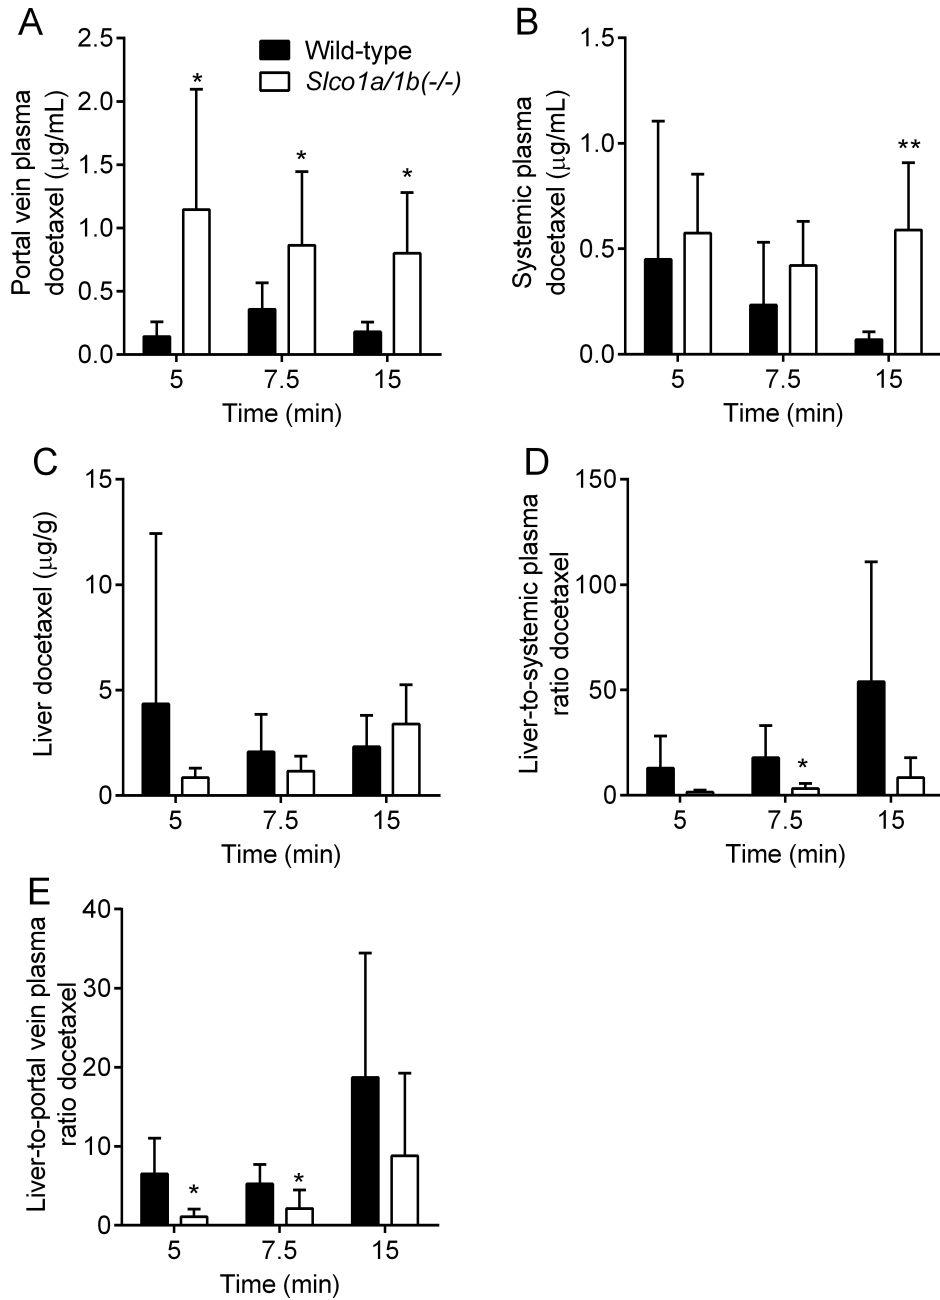 A
Portal vein plasma
docetaxel (µg/mL)
2.5
2.0
1.5
1.0
0.5
0.0
Wild-type
Slco1a/1b(-/-)
*
*
*
5
7.5
15
Time (min)
B
Systemic plasma
docetaxel (µg/mL)
1.5
1.0
0.5
0.0
**
5
7.5
15
Time (min)
C
Liver docetaxel (µg/g)
15
10
5
0
5
7.5
15
Time (min)
D
Liver-to-systemic plasma
ratio docetaxel
150
100
50
0
*
5
7.5
15
Time (min)
E
Liver-to-portal vein plasma
ratio docetaxel
40
30
20
10
0
*
*
5
7.5
15
Time (min)